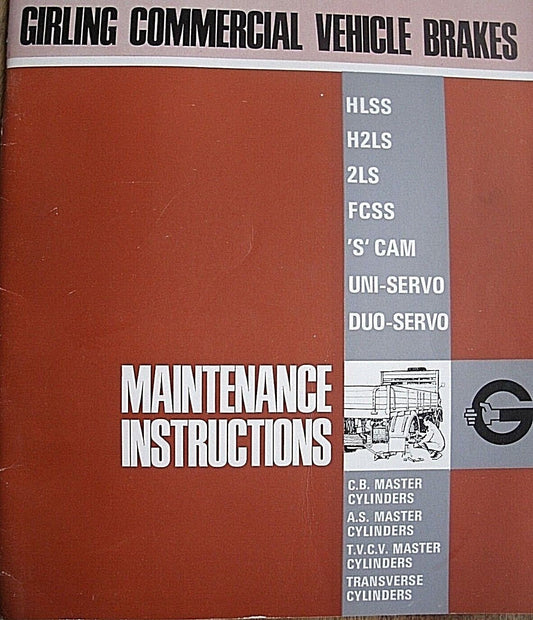 GIRLING COMMERCIAL VEHICLE BRAKES
HLSS
H2LS
2LS
FCSS
'S' CAM
UNI-SERVO
DUO-SERVO
MAINTENANCE
INSTRUCTIONS
G
C.B. MASTER
CYLINDERS
A.S. MASTER
CYLINDERS
T.V.C.V. MASTER
CYLINDERS
TRANSVERSE
CYLINDERS